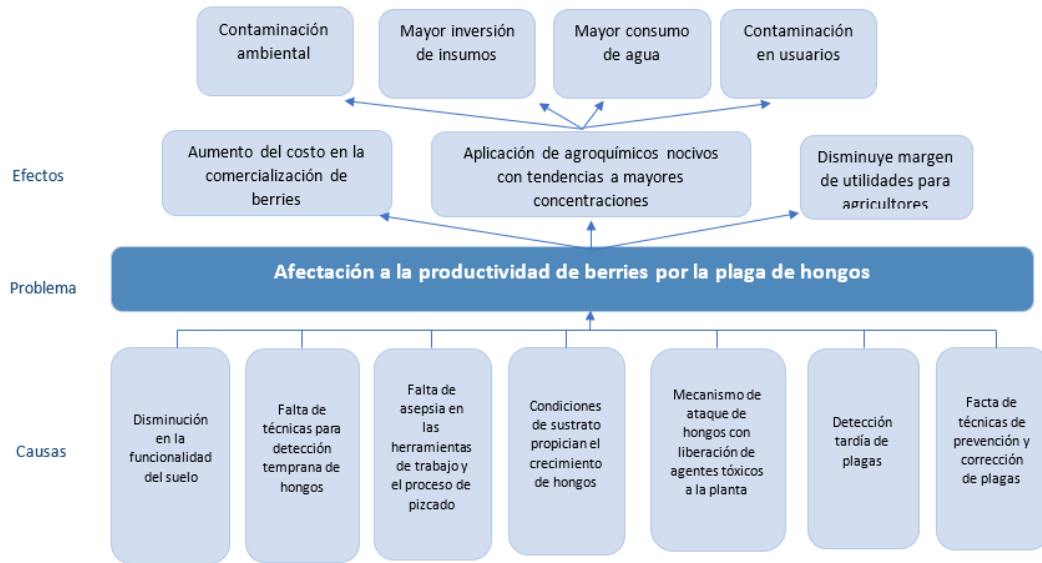 Contaminación
ambiental
Mayor inversión
de insumos
Mayor consumo
de agua
Contaminación
en usuarios
Efectos
Aumento del costo en la
comercialización de
berries
Aplicación de agroquímicos nocivos
con tendencias a mayores
concentraciones
Disminuye margen
de utilidades para
agricultores
Problema
Afectación a la productividad de berries por la plaga de hongos
Causas
Disminución
en la
funcionalidad
del suelo
Falta de
técnicas para
detección
temprana de
hongos
Falta de
asepsia en
las
herramientas
de trabajo y
el proceso de
pizcado
Condiciones
de sustrato
propician el
crecimiento
de hongos
Mecanismo de
ataque de
hongos con
liberación de
agentes tóxicos
a la planta
Detección
tardía de
plagas
Facta de
técnicas de
prevención y
corrección
de plagas